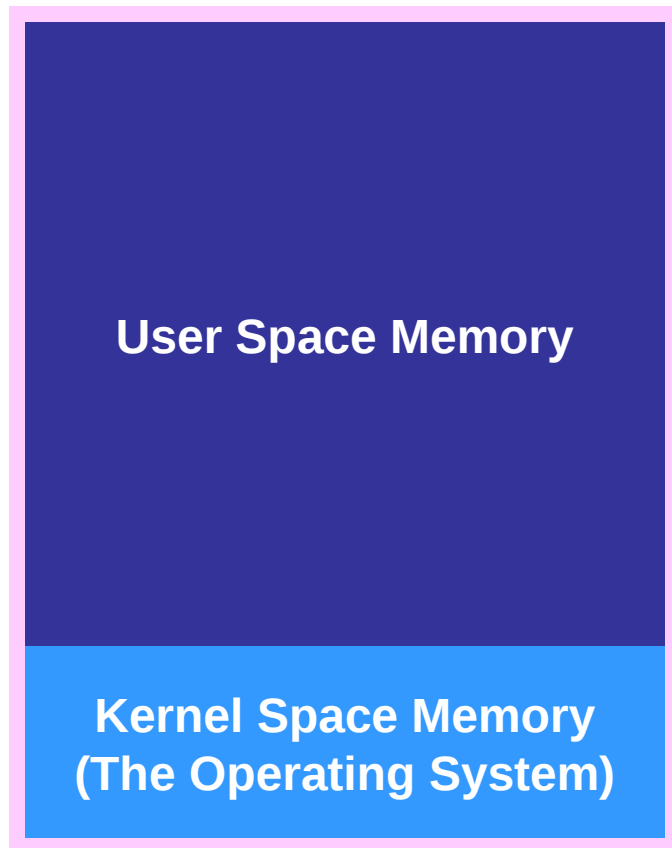 User Space Memory
Kernel Space Memory
(The Operating System)